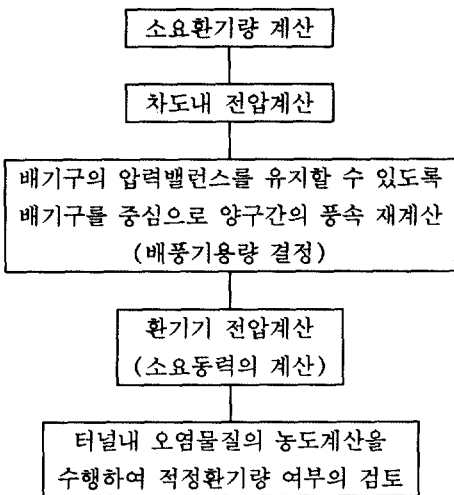 소요환기량 계산
차도내 전압계산
배기구의 압력밸런스를 유지할 수 있도록
배기구를 중심으로 양구간의 풍속 재계산
(배풍기용량 결정)
환기기 전압계산
(소요동력의 계산)
터널내 오염물질의 농도계산을
수행하여 적정환기량 여부의 검토